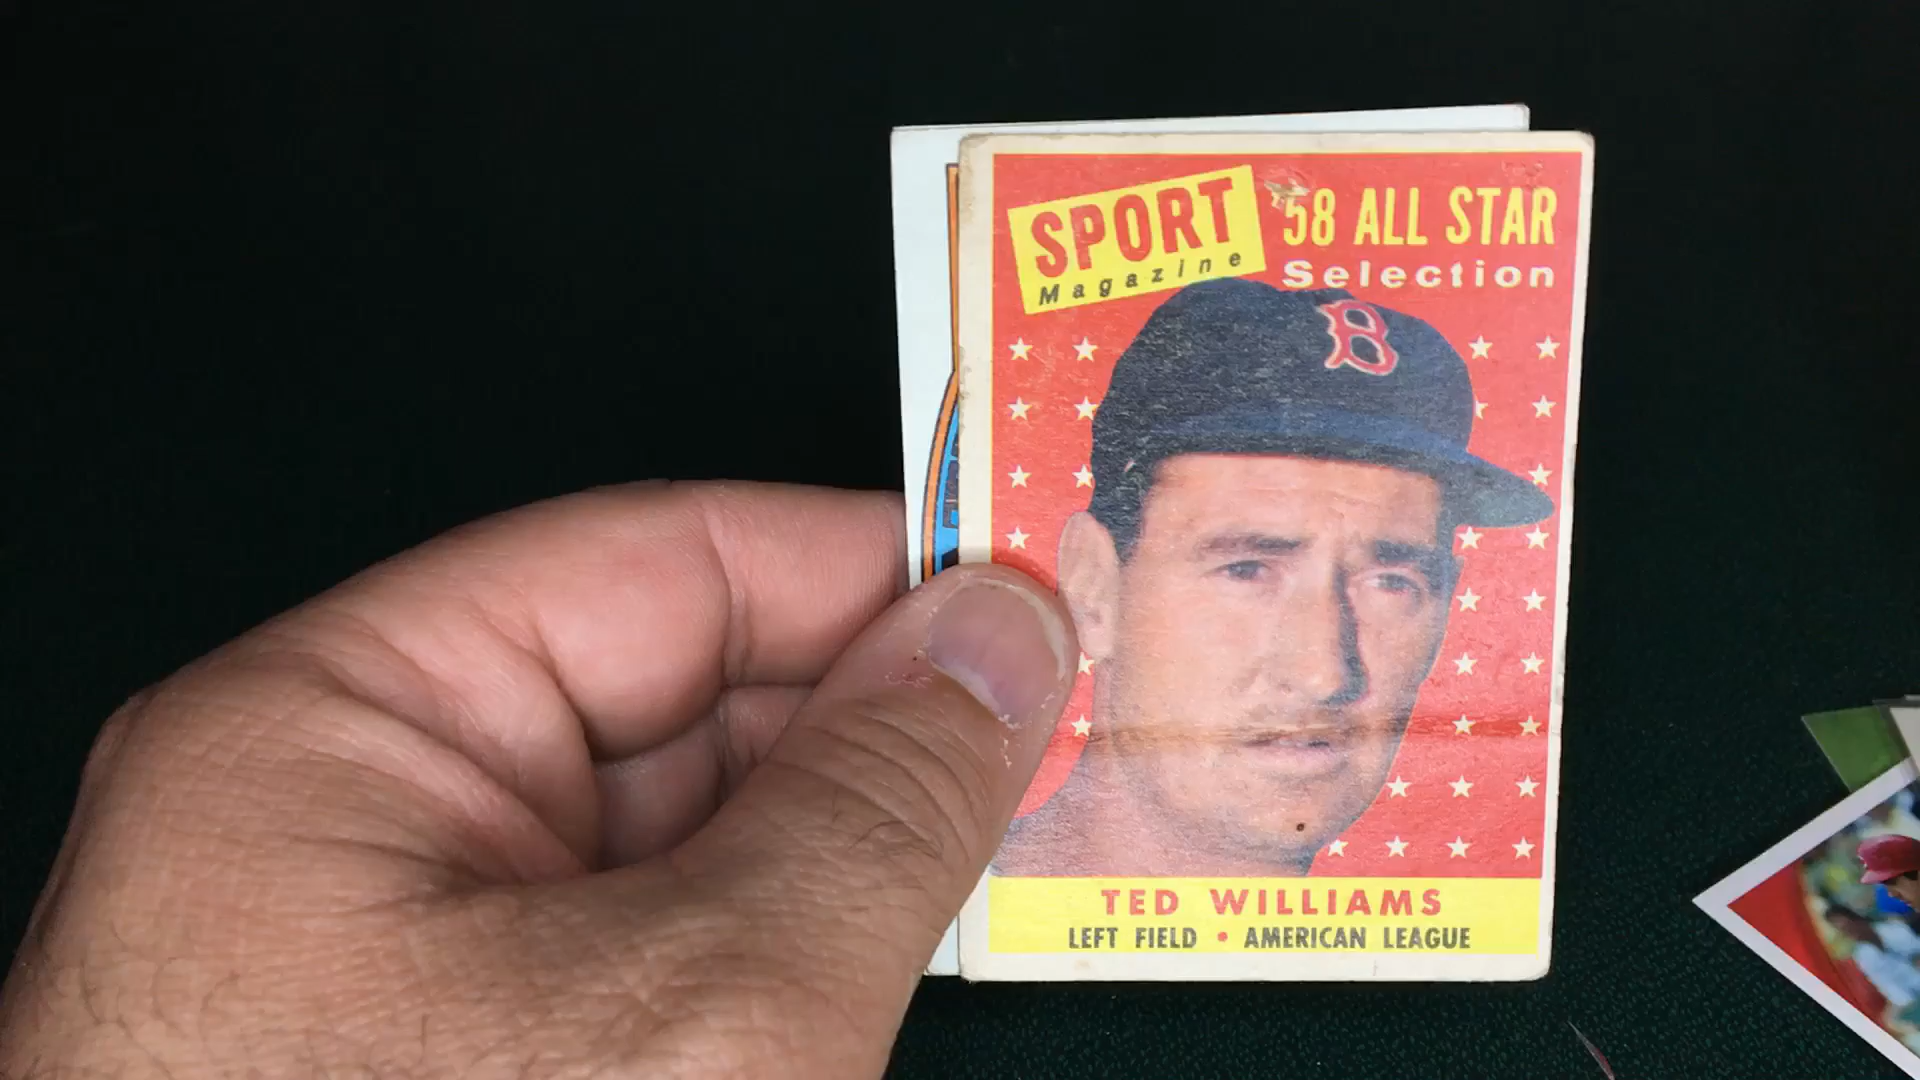 SPORT
Magazine
'58 ALL STAR
Selection
B
TED WILLIAMS
LEFT FIELD • AMERICAN LEAGUE